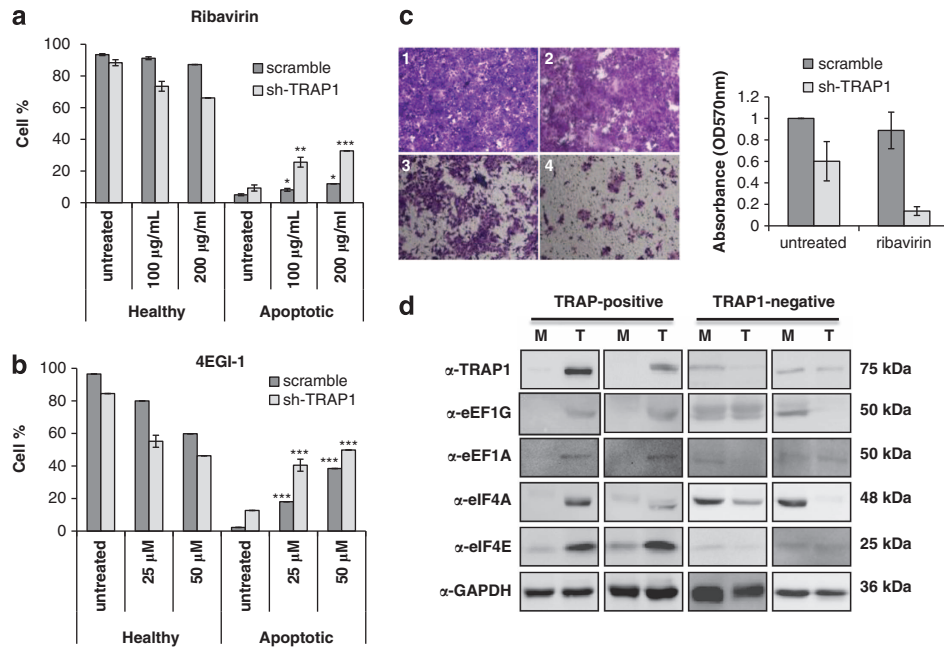 a
Ribavirin
100
80
60
40
20
0
Cell %
scramble
sh-TRAP1
* ** * ***
untreated
100 μg/mL
200 μg/ml
untreated
100 μg/mL
200 μg/ml
Healthy Apoptotic
b
4EGI-1
100
80
60
40
20
0
Cell %
scramble
sh-TRAP1
*** *** *** ***
untreated
25 μM
50 μM
untreated
25 μM
50 μM
Healthy Apoptotic
c
1 2
3 4
scramble
sh-TRAP1
1.2
1
0.8
0.6
0.4
0.2
0
Absorbance (OD570nm)
untreated ribavirin
d
TRAP-positive TRAP1-negative
M T M T M T M T
α-TRAP1 75 kDa
α-eEF1G 50 kDa
α-eEF1A 50 kDa
α-eIF4A 48 kDa
α-eIF4E 25 kDa
α-GAPDH 36 kDa